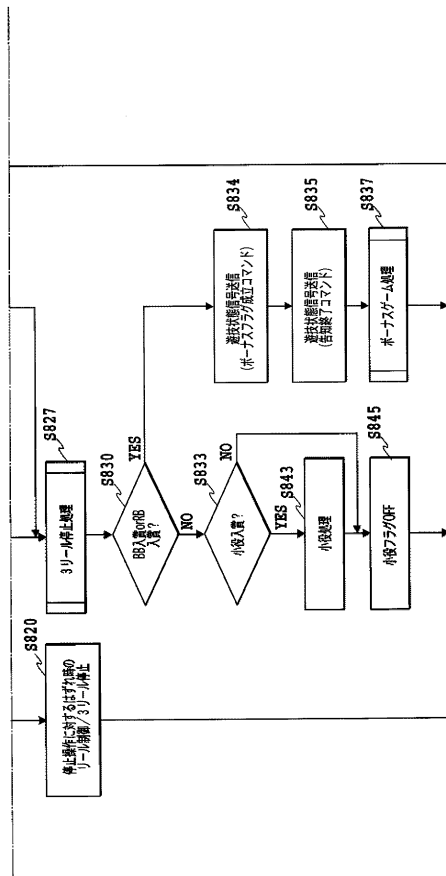 S820
停止操作に対するはずれ時の
リール制御/3リール停止
S827
3リール停止処理
S830
BB入賞orRB
入賞?
YES
NO
S833
小役入賞?
NO
YES
S843
小役処理
S845
小役フラグOFF
S834
遊技状態信号送信
(ボーナスフラグ成立コマンド)
S835
遊技状態信号送信
(告知終了コマンド)
S837
ボーナスゲーム処理